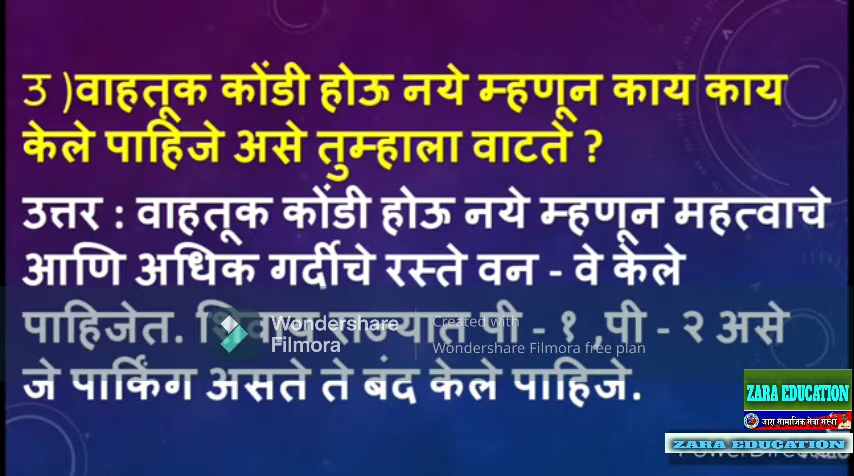 उ )वाहतूक कोंडी होऊ नये म्हणून काय काय
केले पाहिजे असे तुम्हाला वाटते ?
उत्तर : वाहतूक कोंडी होऊ नये म्हणून महत्वाचे
आणि अधिक गर्दीचे रस्ते वन - वे केले
पाहिजेत. पी - १ ,पी - २ असे
Wondershare
Filmora
Created with
Wondershare Filmora free plan
जे पार्किंग असते ते बंद केले पाहिजे.
ZARA EDUCATION
जारा सामाजिक सेवा संस्था
ZARA EDUCATION